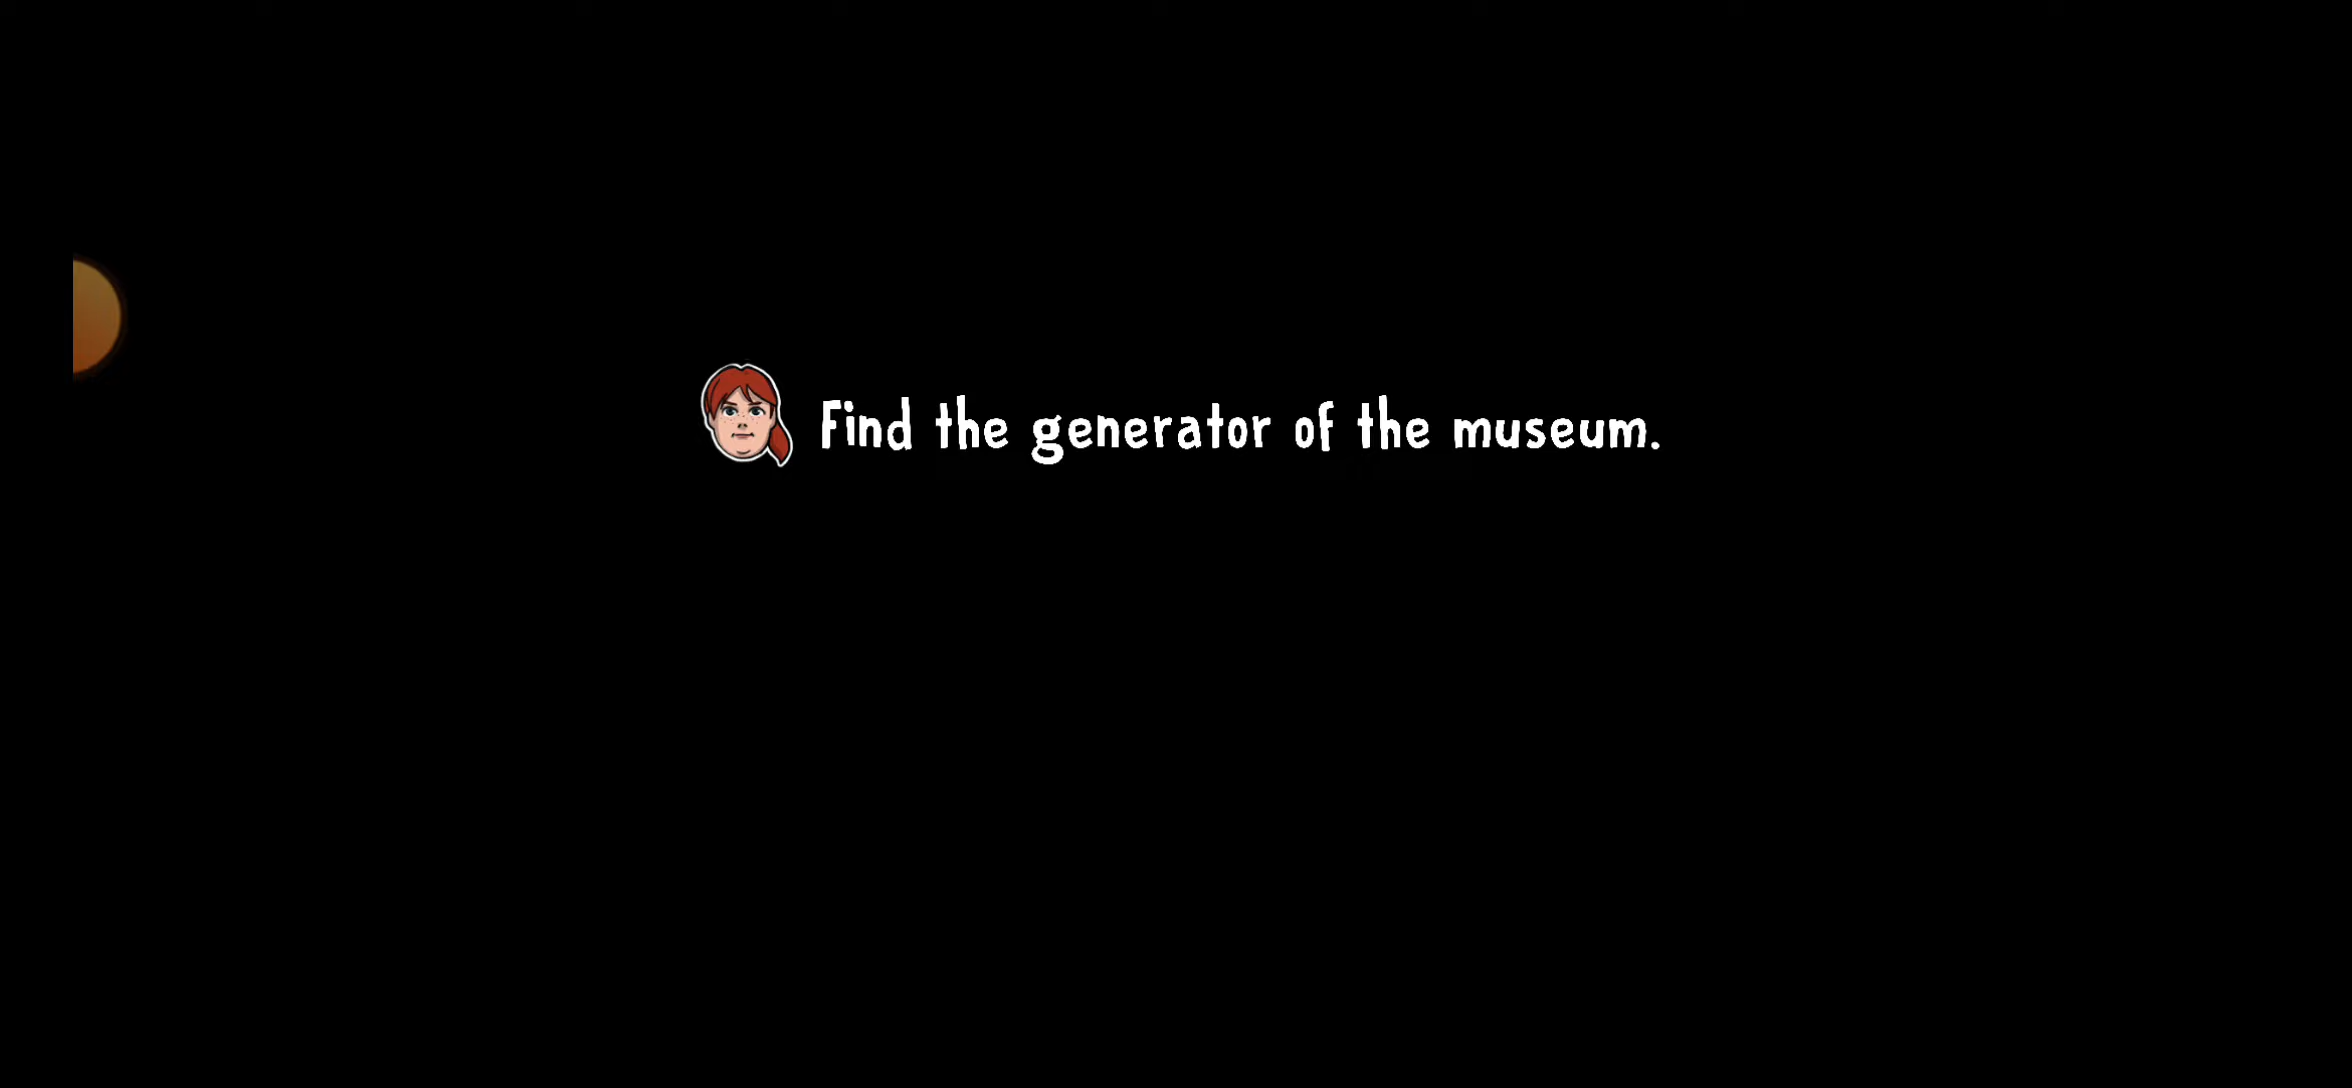 Find the generator of the museum.